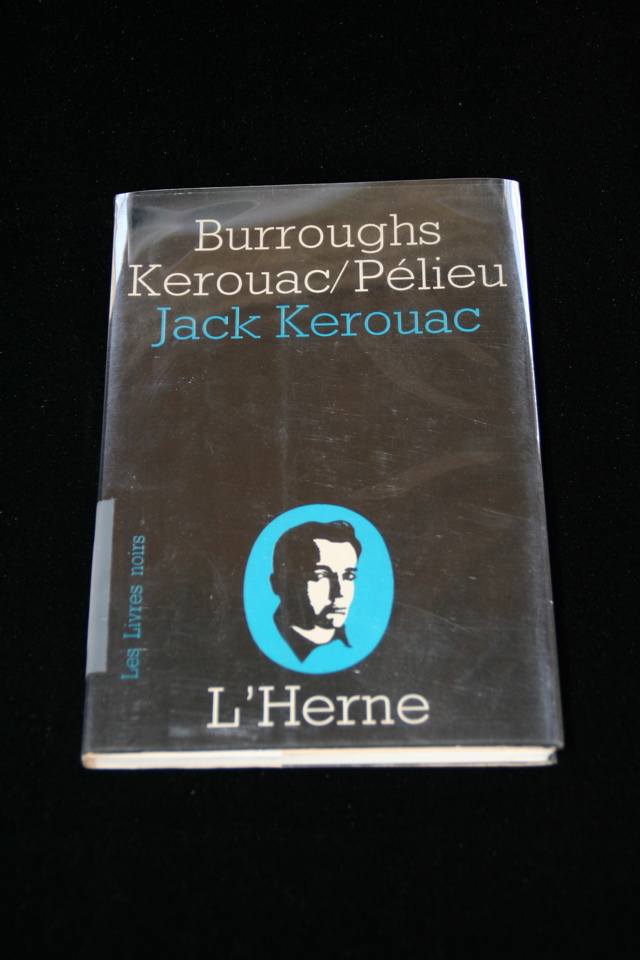 Burroughs
Kerouac/Pélieu
Jack Kerouac
Les Livres noirs
L'Herne